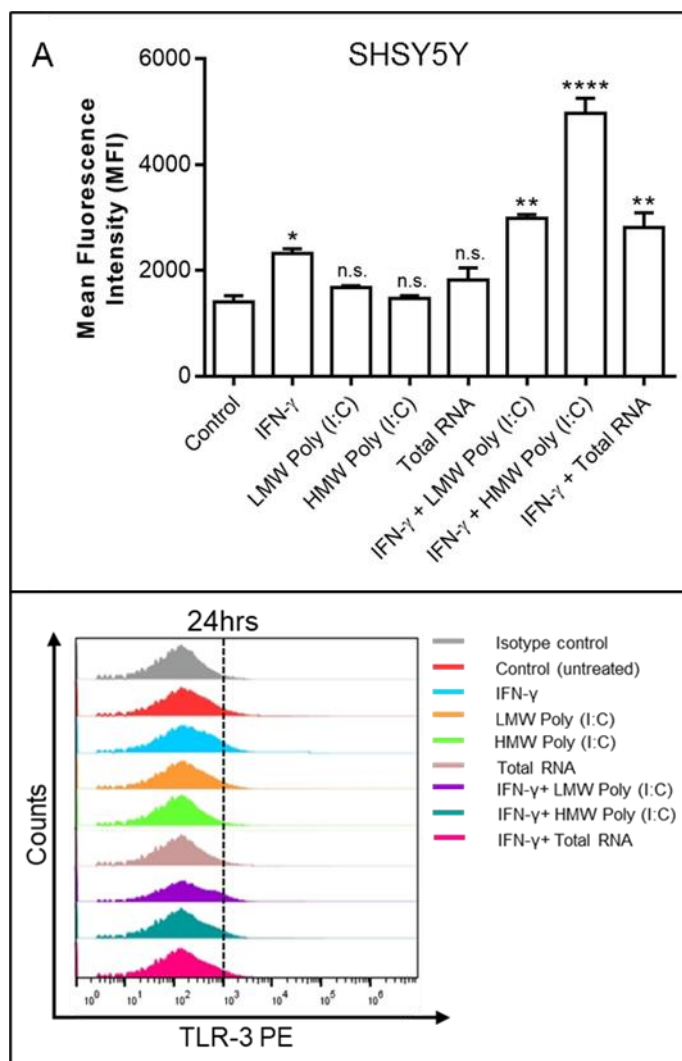 A
SHSY5Y
Mean Fluorescence
Intensity (MFI)
6000
4000
2000
0
*
n.s.
n.s.
n.s.
**
****
**
Control
IFN-γ
LMW Poly (I:C)
HMW Poly (I:C)
Total RNA
IFN-γ + LMW Poly (I:C)
IFN-γ + HMW Poly (I:C)
IFN-γ + Total RNA
24hrs
Counts
Isotype control
Control (untreated)
IFN-γ
LMW Poly (I:C)
HMW Poly (I:C)
Total RNA
IFN-γ+ LMW Poly (I:C)
IFN-γ+ HMW Poly (I:C)
IFN-γ+ Total RNA
10⁰ 10¹ 10² 10³ 10⁴ 10⁵ 10⁶
TLR-3 PE